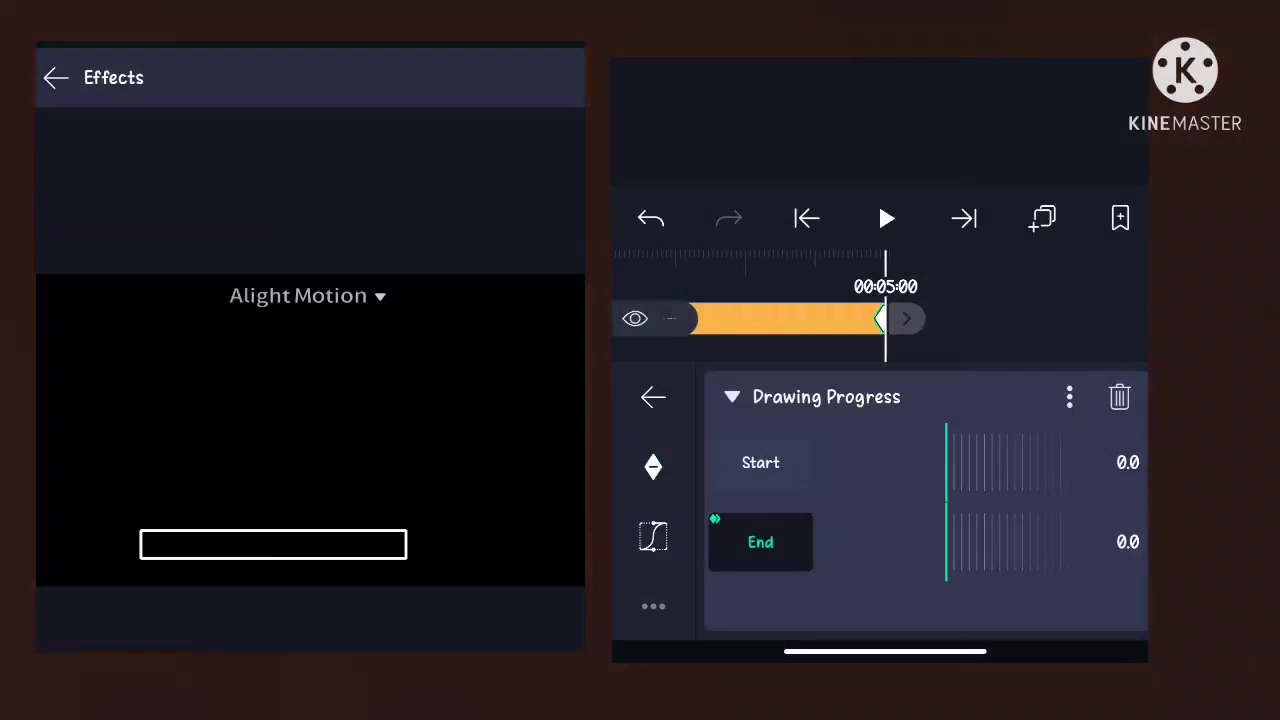 Effects
Alight Motion
KINEMASTER
00:05:00
Drawing Progress
Start
0.0
End
0.0